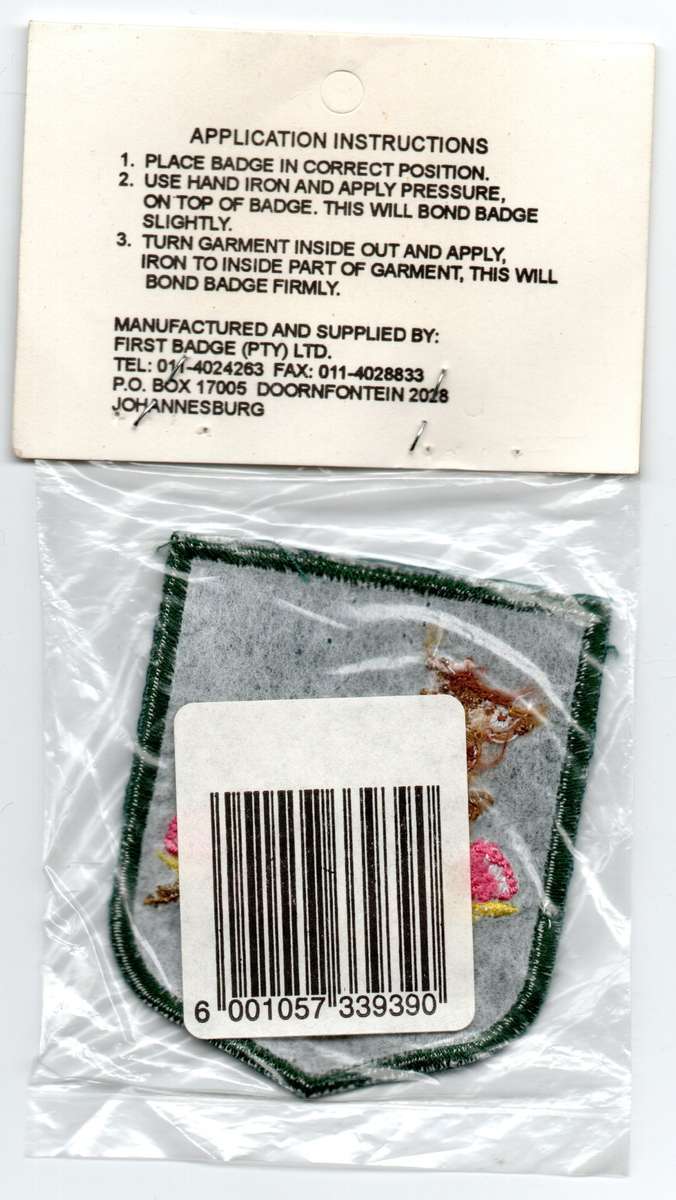 APPLICATION INSTRUCTIONS
1. PLACE BADGE IN CORRECT POSITION.
2. USE HAND IRON AND APPLY PRESSURE,
ON TOP OF BADGE. THIS WILL BOND BADGE
SLIGHTLY.
3. TURN GARMENT INSIDE OUT AND APPLY,
IRON TO INSIDE PART OF GARMENT, THIS WILL
BOND BADGE FIRMLY.
MANUFACTURED AND SUPPLIED BY:
FIRST BADGE (PTY) LTD.
TEL: 011-4024263 FAX: 011-4028833
P.O. BOX 17005 DOORNFONTEIN 2028
JOHANNESBURG
6 001057 339390